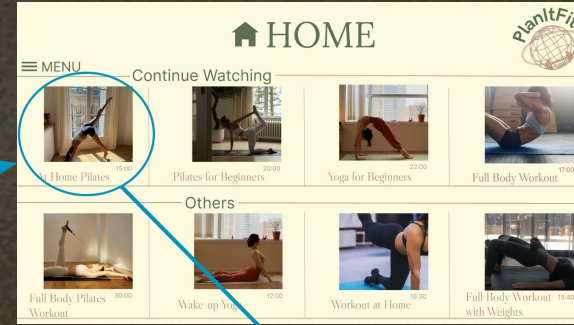 HOME
PlanItFit
MENU
Continue Watching
15:00
At Home Pilates
20:00
Pilates for Beginners
22:00
Yoga for Beginners
17:00
Full Body Workout
Others
30:00
Full Body Pilates
Workout
12:00
Wake-up Yoga
16:30
Workout at Home
Full Body Workout 15:40
with Weights